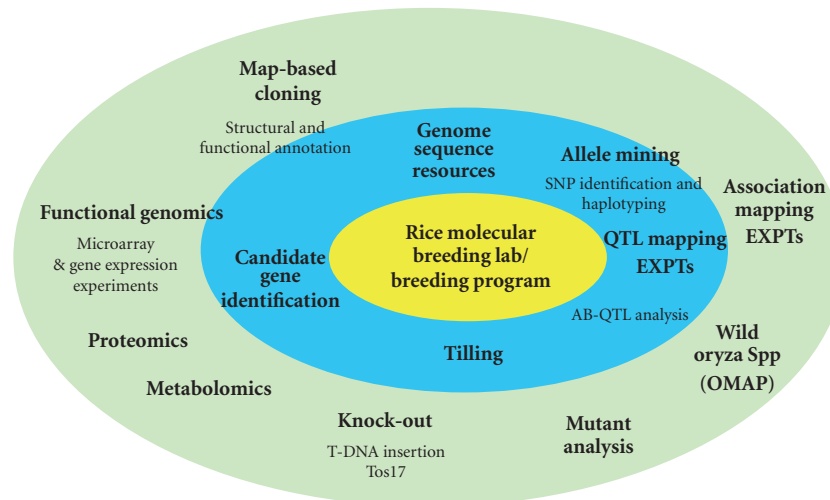 Map-based
cloning
Structural and
functional annotation
Genome
sequence
resources
Allele mining
SNP identification and
haplotyping
Association
mapping
EXPTs
Functional genomics
Microarray
& gene expression
experiments
Candidate
gene
identification
Rice molecular
breeding lab/
breeding program
QTL mapping
EXPTs
AB-QTL analysis
Proteomics
Metabolomics
Tilling
Wild
oryza Spp
(OMAP)
Knock-out
T-DNA insertion
Tos17
Mutant
analysis